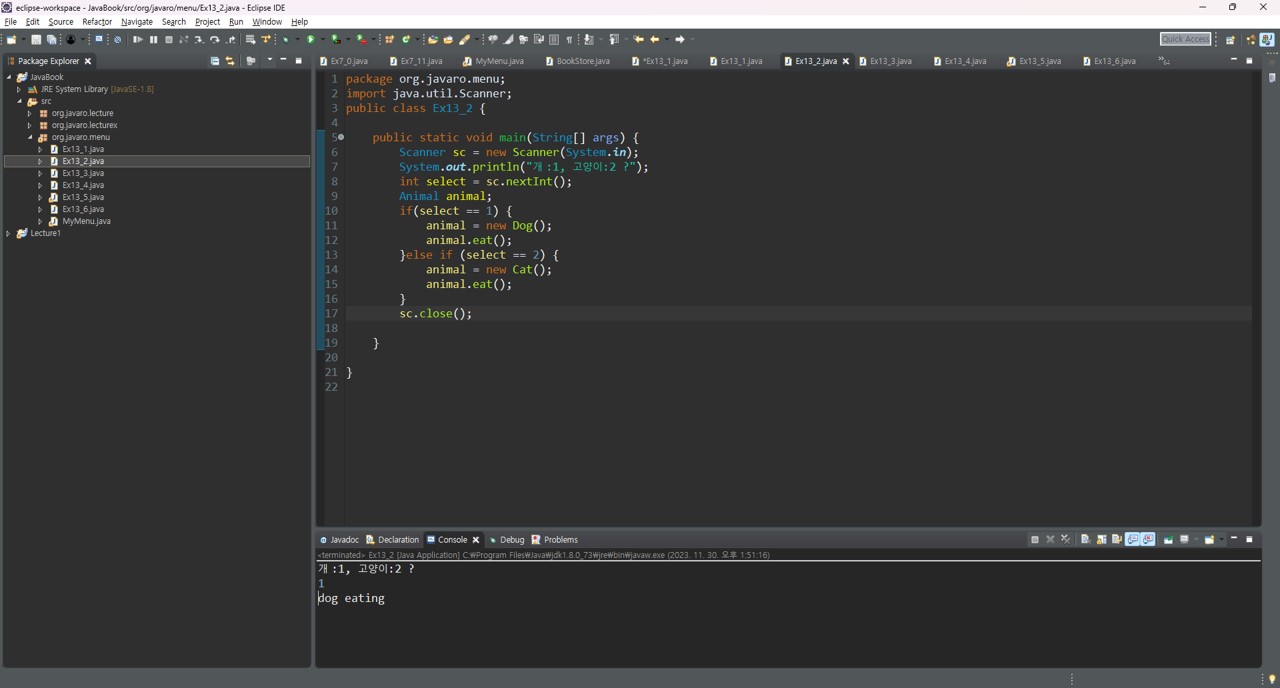 eclipse-workspace - JavaBook/src/org/javaro/menu/Ex13_2.java - Eclipse IDE
File Edit Source Refactor Navigate Search Project Run Window Help
Quick Access
Package Explorer
JavaBook
JRE System Library [JavaSE-1.8]
src
org.javaro.lecture
org.javaro.lecturex
org.javaro.menu
Ex13_1.java
Ex13_2.java
Ex13_3.java
Ex13_4.java
Ex13_5.java
Ex13_6.java
MyMenu.java
Lecture1
Ex7_0.java Ex7_11.java MyMenu.java BookStore.java *Ex13_1.java Ex13_1.java Ex13_2.java Ex13_3.java Ex13_4.java Ex13_5.java Ex13_6.java
1 package org.javaro.menu;
2 import java.util.Scanner;
3 public class Ex13_2 {
4
5 public static void main(String[] args) {
6 Scanner sc = new Scanner(System.in);
7 System.out.println("개:1, 고양이:2 ?");
8 int select = sc.nextInt();
9 Animal animal;
10 if(select == 1) {
11 animal = new Dog();
12 animal.eat();
13 }else if (select == 2) {
14 animal = new Cat();
15 animal.eat();
16 }
17 sc.close();
18
19 }
20
21 }
22
Javadoc Declaration Console Debug Problems
<terminated> Ex13_2 [Java Application] C:₩Program Files₩Java₩jdk1.8.0_73₩jre₩bin₩javaw.exe (2023. 11. 30. 오후 1:51:16)
개:1, 고양이:2 ?
1
dog eating